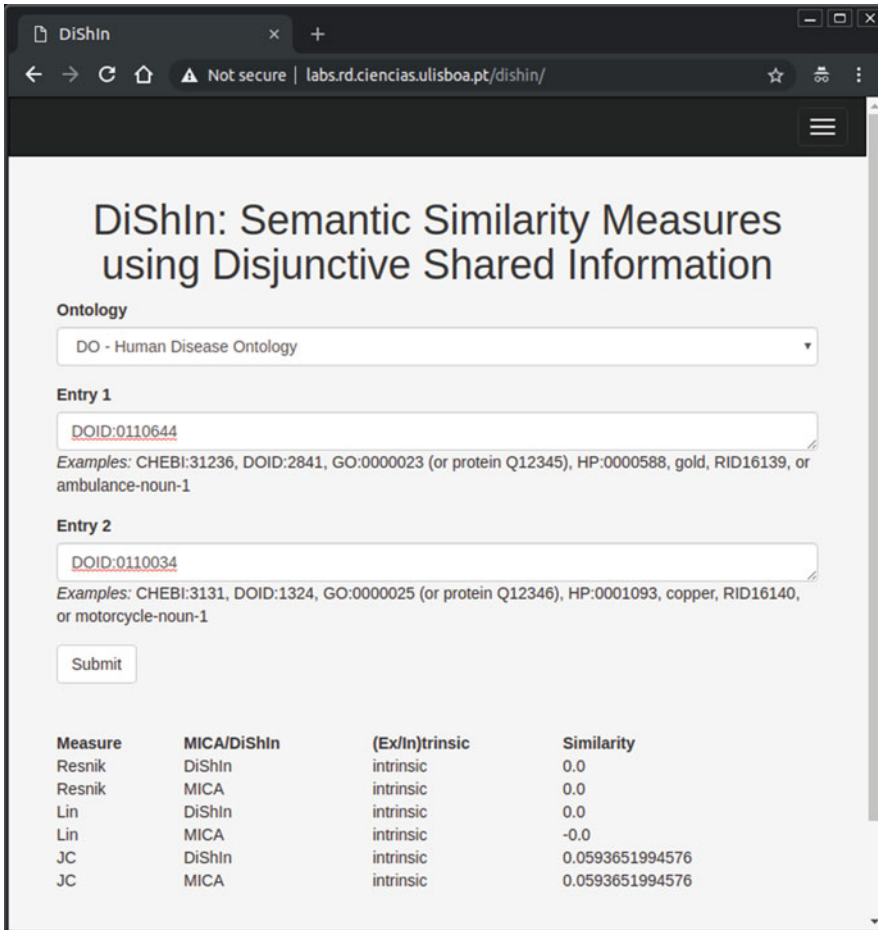 DiShIn
Not secure | labs.rd.ciencias.ulisboa.pt/dishin/
DiShIn: Semantic Similarity Measures
using Disjunctive Shared Information
Ontology
DO - Human Disease Ontology
Entry 1
DOID:0110644
Examples: CHEBI:31236, DOID:2841, GO:0000023 (or protein Q12345), HP:0000588, gold, RID16139, or
ambulance-noun-1
Entry 2
DOID:0110034
Examples: CHEBI:3131, DOID:1324, GO:0000025 (or protein Q12346), HP:0001093, copper, RID16140,
or motorcycle-noun-1
Submit
Measure MICA/DiShIn (Ex/In)trinsic Similarity
Resnik DiShIn intrinsic 0.0
Resnik MICA intrinsic 0.0
Lin DiShIn intrinsic 0.0
Lin MICA intrinsic -0.0
JC DiShIn intrinsic 0.0593651994576
JC MICA intrinsic 0.0593651994576